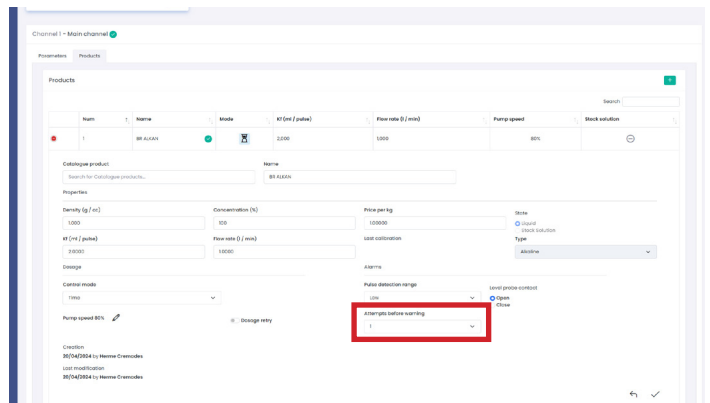 Channel 1 - Main channel
Parameters Products
Products
+
Search
Num Name Mode Kf (ml / pulse) Flow rate (l / min) Pump speed Stock solution
1 BR ALKAN 2,000 1,000 80%
Catalogue product Name
Search for Catalogue products... BR ALKAN
Properties
Density (g / cc) Concentration (%) Price per kg State
1.000 100 1.00000 Liquid
Stock Solution
Kf (ml / pulse) Flow rate (l / min) Last calibration Type
2.0000 1.0000 Alkaline
Dosage Alarms
Control mode Pulse detection range Level probe contact
Time Low Open
Close
Pump speed 80% Dosage retry Attempts before warning
1
Creation
30/04/2024 by Herme Cremades
Last modification
30/04/2024 by Herme Cremades